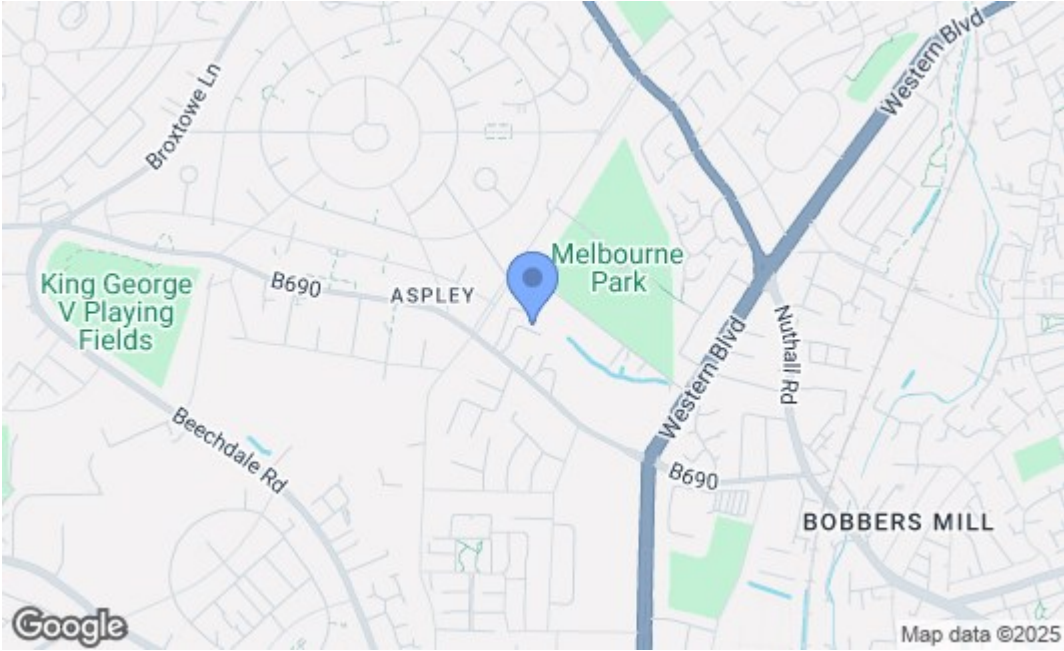 Western Blvd
Broxtowe Ln
Melbourne
Park
King George
V Playing
Fields
B690
ASPLEY
Nuthall Rd
Western Blvd
Beechdale Rd
B690
BOBBERS MILL
Google
Map data ©2025